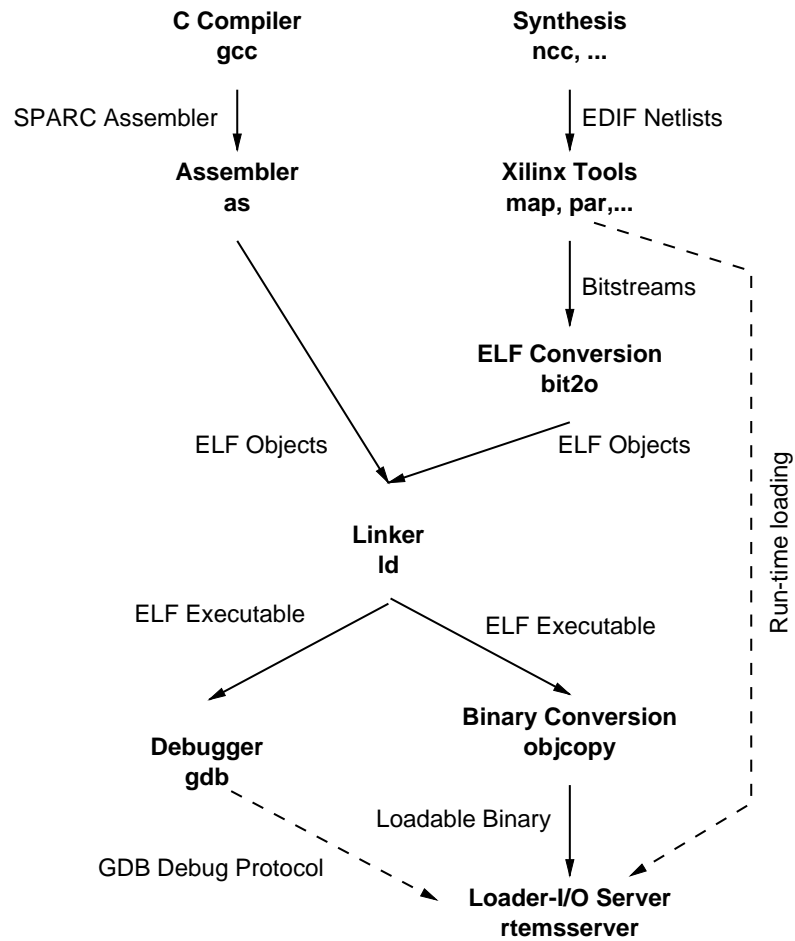 C Compiler
gcc
Synthesis
ncc, ...
SPARC Assembler
EDIF Netlists
Assembler
as
Xilinx Tools
map, par,...
Bitstreams
ELF Conversion
bit2o
ELF Objects
ELF Objects
Run-time loading
Linker
ld
ELF Executable
ELF Executable
Binary Conversion
objcopy
Debugger
gdb
Loadable Binary
GDB Debug Protocol
Loader-I/O Server
rtemsserver